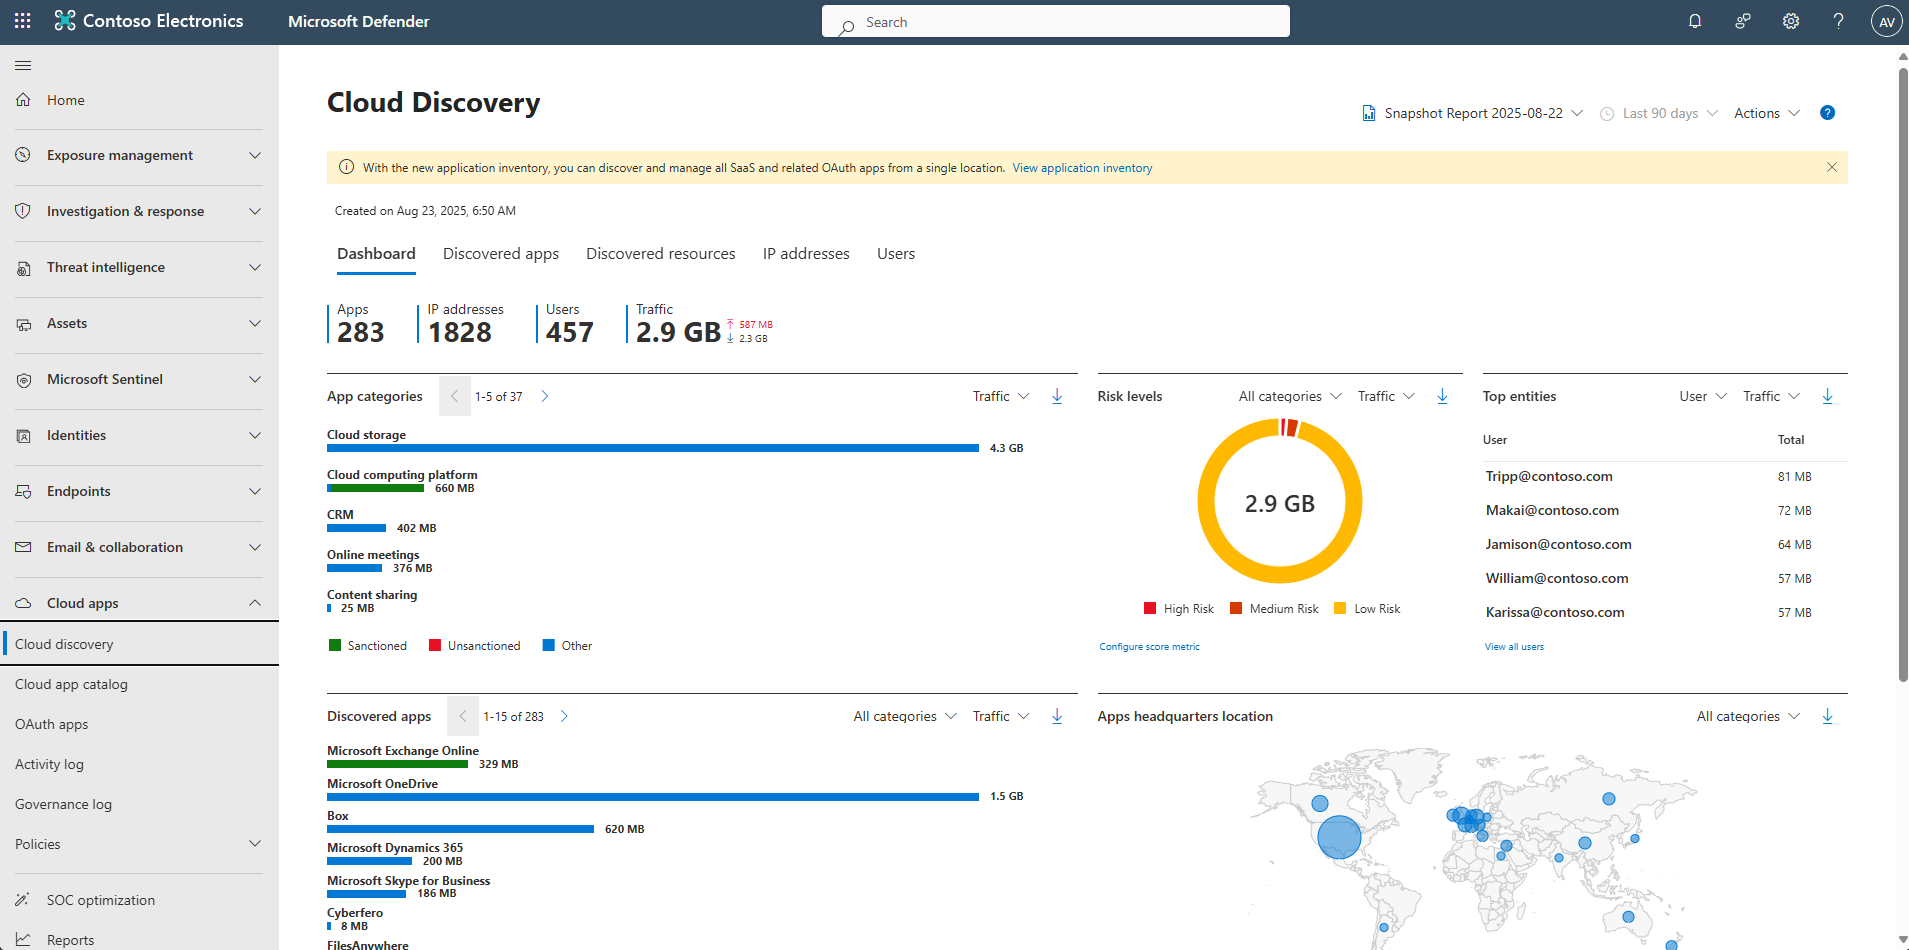 Contoso Electronics
Microsoft Defender
Search
AV
Home
Exposure management
Investigation & response
Threat intelligence
Assets
Microsoft Sentinel
Identities
Endpoints
Email & collaboration
Cloud apps
Cloud discovery
Cloud app catalog
OAuth apps
Activity log
Governance log
Policies
SOC optimization
Reports
Cloud Discovery
Snapshot Report 2025-08-22
Last 90 days
Actions
?
With the new application inventory, you can discover and manage all SaaS and related OAuth apps from a single location. View application inventory
Created on Aug 23, 2025, 6:50 AM
Dashboard
Discovered apps
Discovered resources
IP addresses
Users
Apps
283
IP addresses
1828
Users
457
Traffic
2.9 GB
587 MB
2.3 GB
App categories
1-5 of 37
Traffic
Cloud storage
4.3 GB
Cloud computing platform
660 MB
CRM
402 MB
Online meetings
376 MB
Content sharing
25 MB
Sanctioned
Unsanctioned
Other
Risk levels
All categories
Traffic
2.9 GB
High Risk
Medium Risk
Low Risk
Configure score metric
Top entities
User
Traffic
User Total
Tripp@contoso.com 81 MB
Makai@contoso.com 72 MB
Jamison@contoso.com 64 MB
William@contoso.com 57 MB
Karissa@contoso.com 57 MB
View all users
Discovered apps
1-15 of 283
All categories
Traffic
Microsoft Exchange Online
329 MB
Microsoft OneDrive
1.5 GB
Box
620 MB
Microsoft Dynamics 365
200 MB
Microsoft Skype for Business
186 MB
Cyberfero
8 MB
FilesAnywhere
Apps headquarters location
All categories